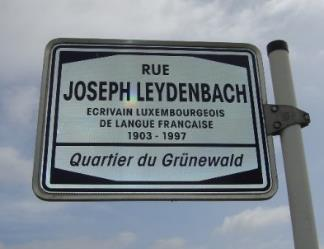 RUE
JOSEPH LEYDENBACH
ECRIVAIN LUXEMBOURGEOIS
DE LANGUE FRANCAISE
1903 - 1997
Quartier du Grünewald